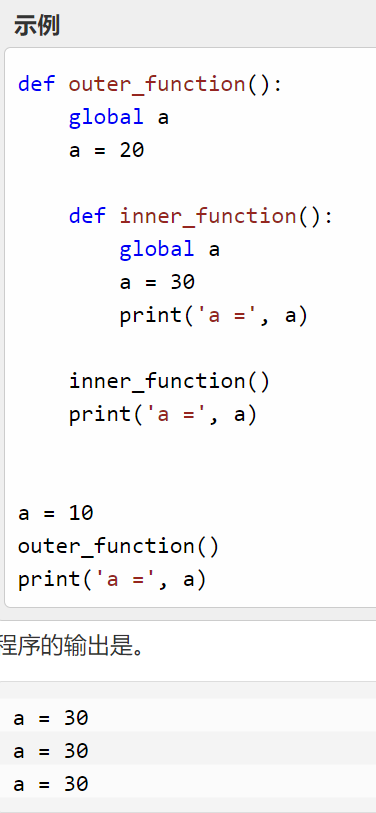 示例
def outer_function():
    global a
    a = 20

    def inner_function():
        global a
        a = 30
        print('a =', a)

    inner_function()
    print('a =', a)


a = 10
outer_function()
print('a =', a)
程序的输出是。
a = 30
a = 30
a = 30